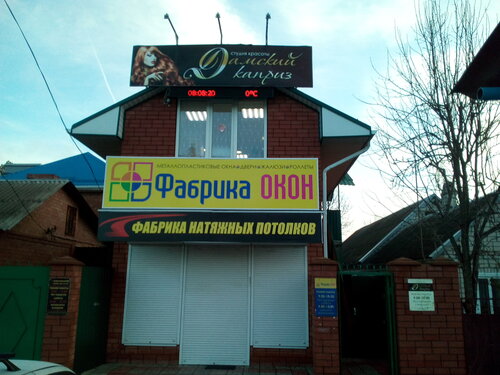 студия красоты
Дамский
каприз
08:08:20 0°C
МЕТАЛЛОПЛАСТИКОВЫЕ ОКНА•ДВЕРИ•ЖАЛЮЗИ•РОЛЛЕТЫ
Фабрика ОКОН
ФАБРИКА НАТЯЖНЫХ ПОТОЛКОВ